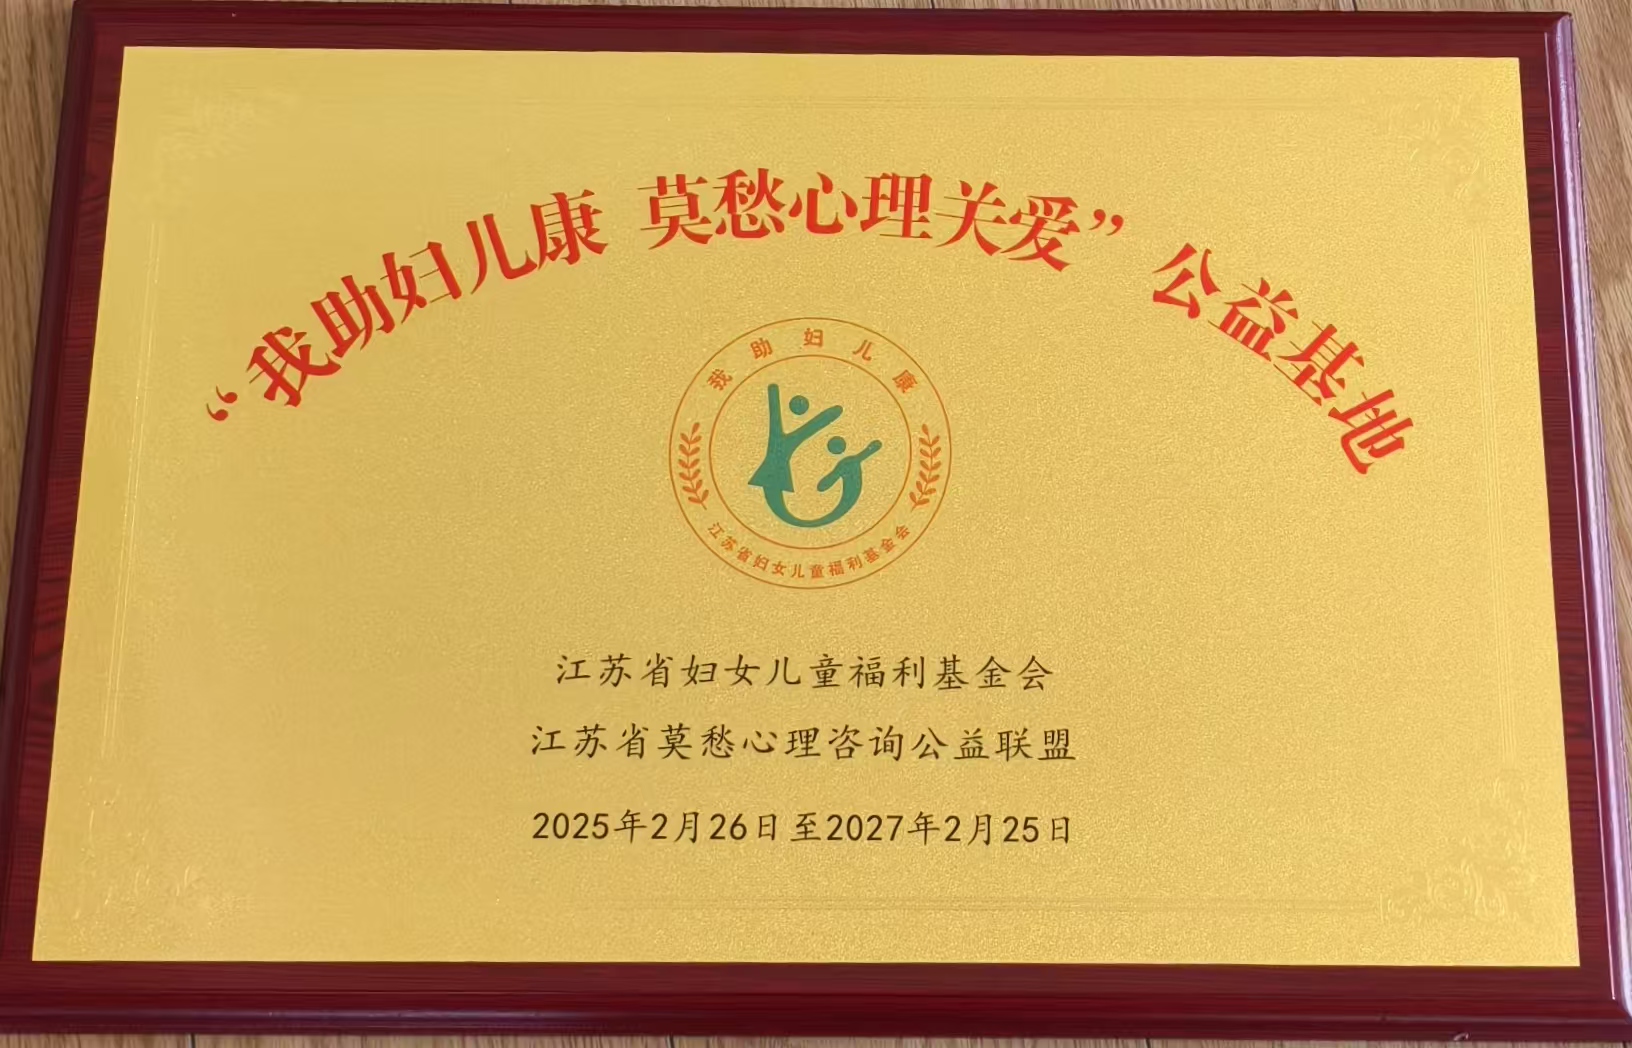 “我助妇儿康 莫愁心理关爱”公益基地
我助妇儿康
江苏省妇女儿童福利基金会
江苏省妇女儿童福利基金会
江苏省莫愁心理咨询公益联盟
2025年2月26日至2027年2月25日